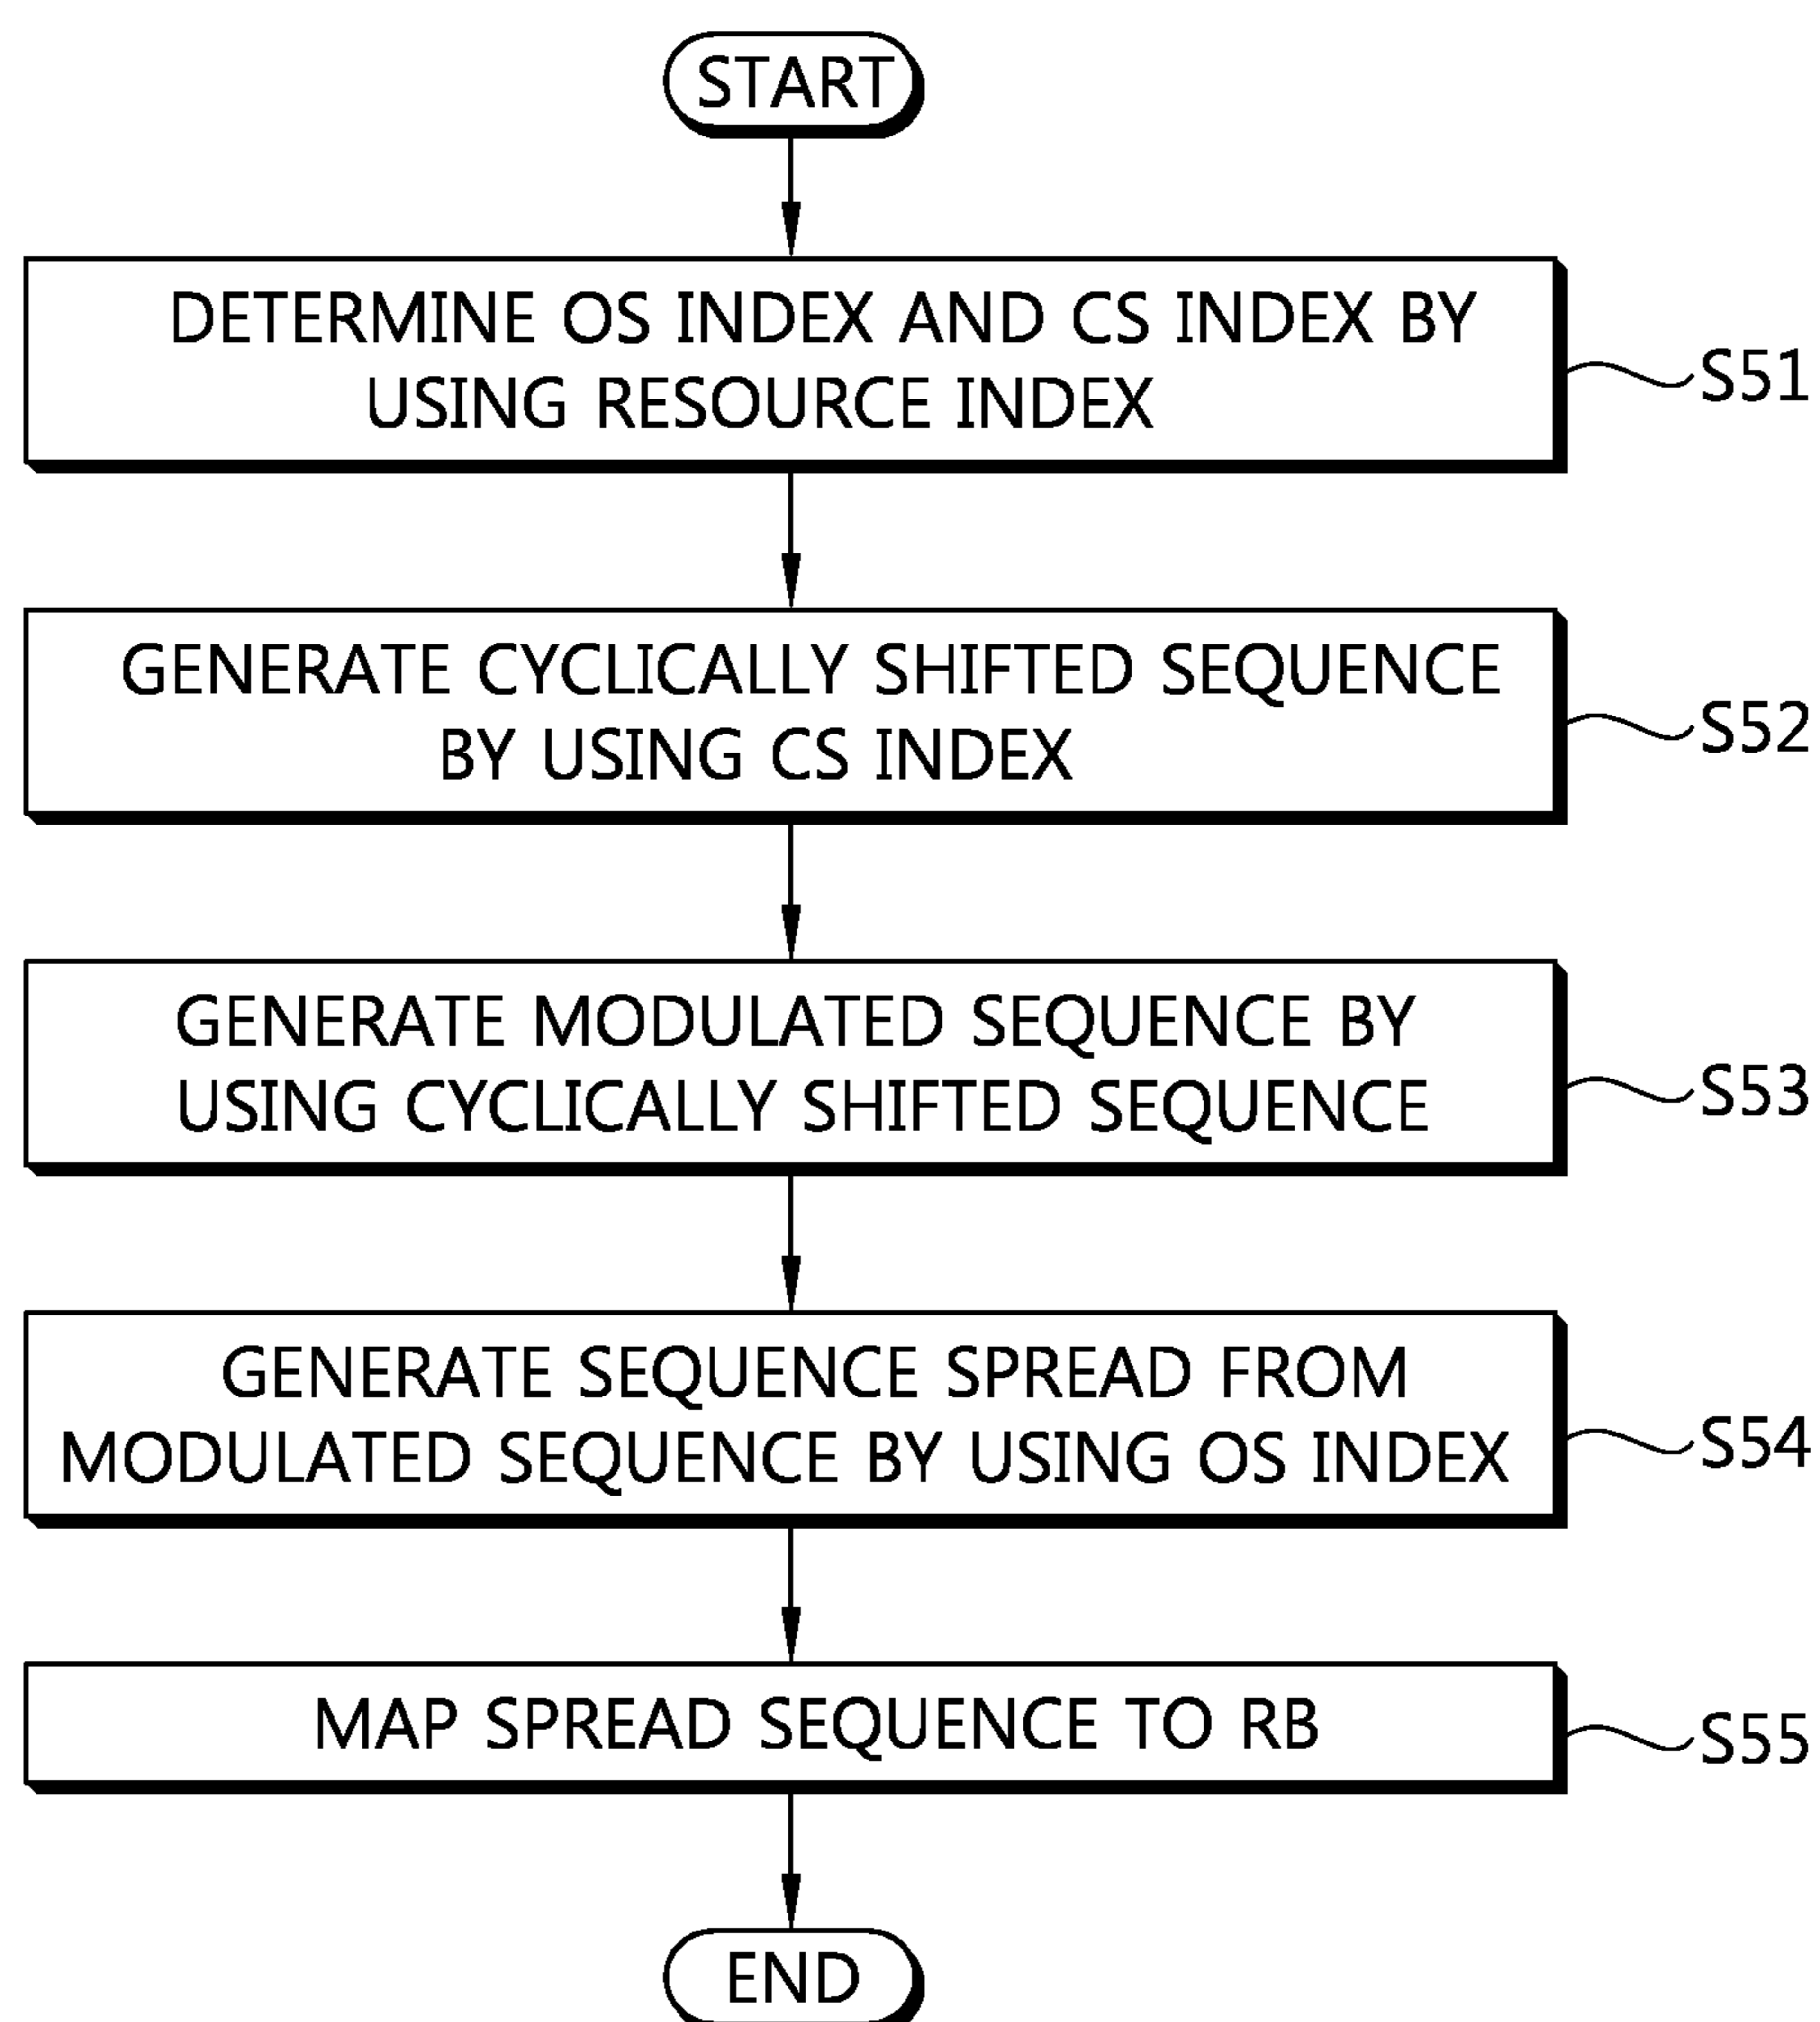 START
DETERMINE OS INDEX AND CS INDEX BY
USING RESOURCE INDEX
S51
GENERATE CYCLICALLY SHIFTED SEQUENCE
BY USING CS INDEX
S52
GENERATE MODULATED SEQUENCE BY
USING CYCLICALLY SHIFTED SEQUENCE
S53
GENERATE SEQUENCE SPREAD FROM
MODULATED SEQUENCE BY USING OS INDEX
S54
MAP SPREAD SEQUENCE TO RB
S55
END